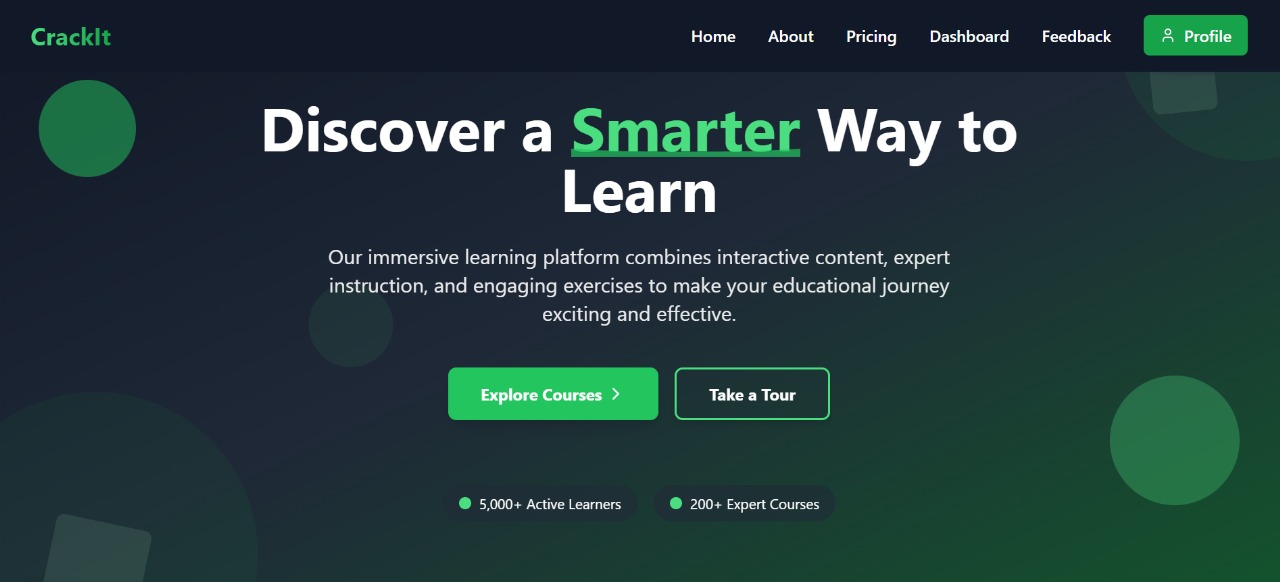 CrackIt
Home About Pricing Dashboard Feedback Profile
Discover a Smarter Way to
Learn
Our immersive learning platform combines interactive content, expert
instruction, and engaging exercises to make your educational journey
exciting and effective.
Explore Courses Take a Tour
5,000+ Active Learners 200+ Expert Courses